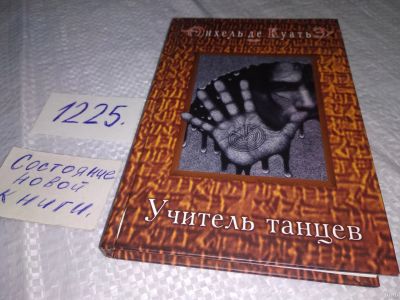 Анхель де Куатьэ
Учитель танцев
1225.
Состояние
новой
книги.